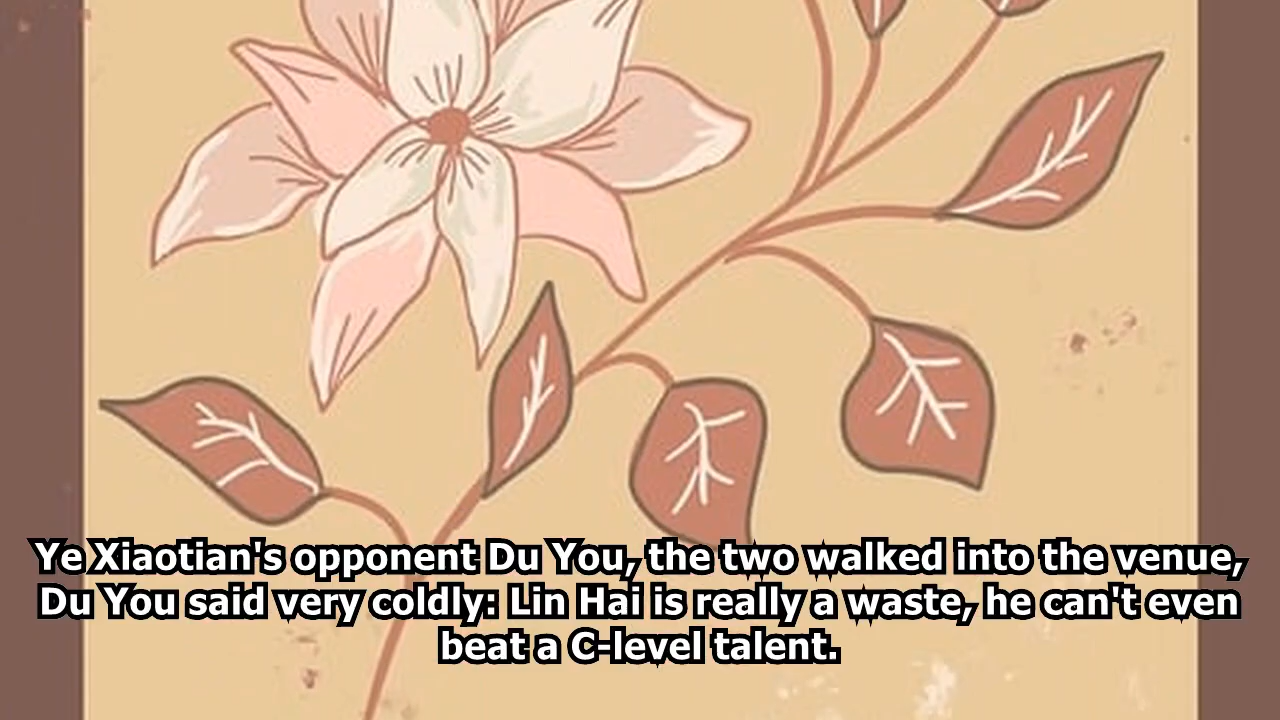 Ye Xiaotian's opponent Du You, the two walked into the venue,
Du You said very coldly: Lin Hai is really a waste, he can't even
beat a C-level talent.